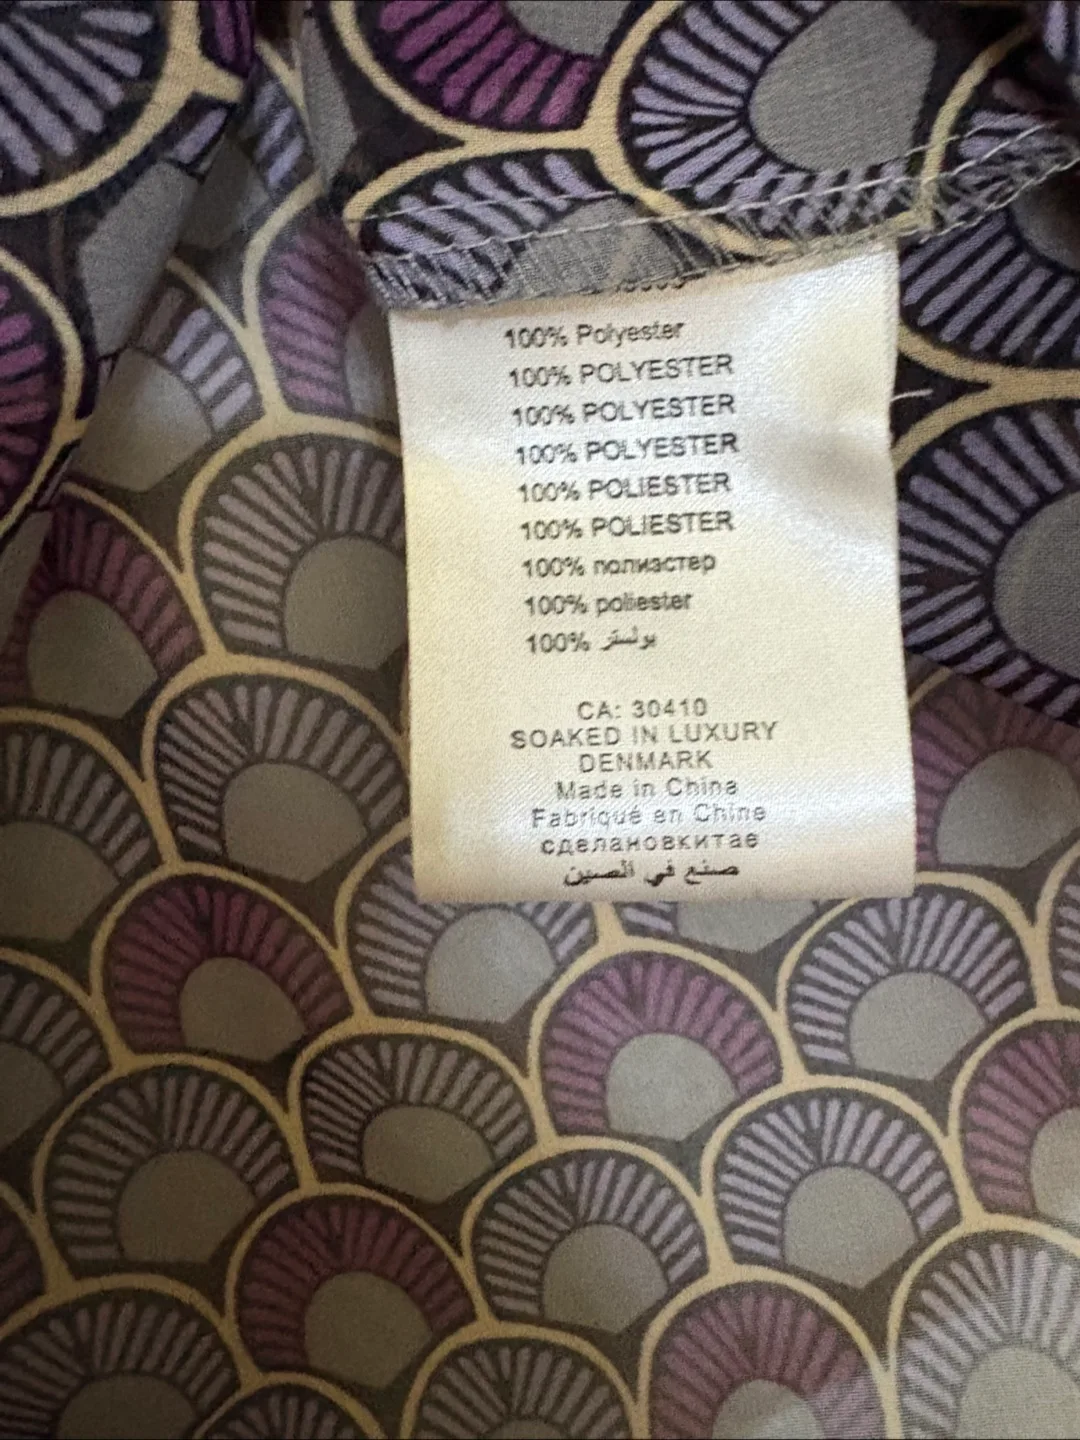 100% Polyester
100% POLYESTER
100% POLYESTER
100% POLYESTER
100% POLIESTER
100% POLIESTER
100% полиэстер
100% poliester
100% بولستر
CA: 30410
SOAKED IN LUXURY
DENMARK
Made in China
Fabriqué en Chine
сделановкитае
صنع في الصين